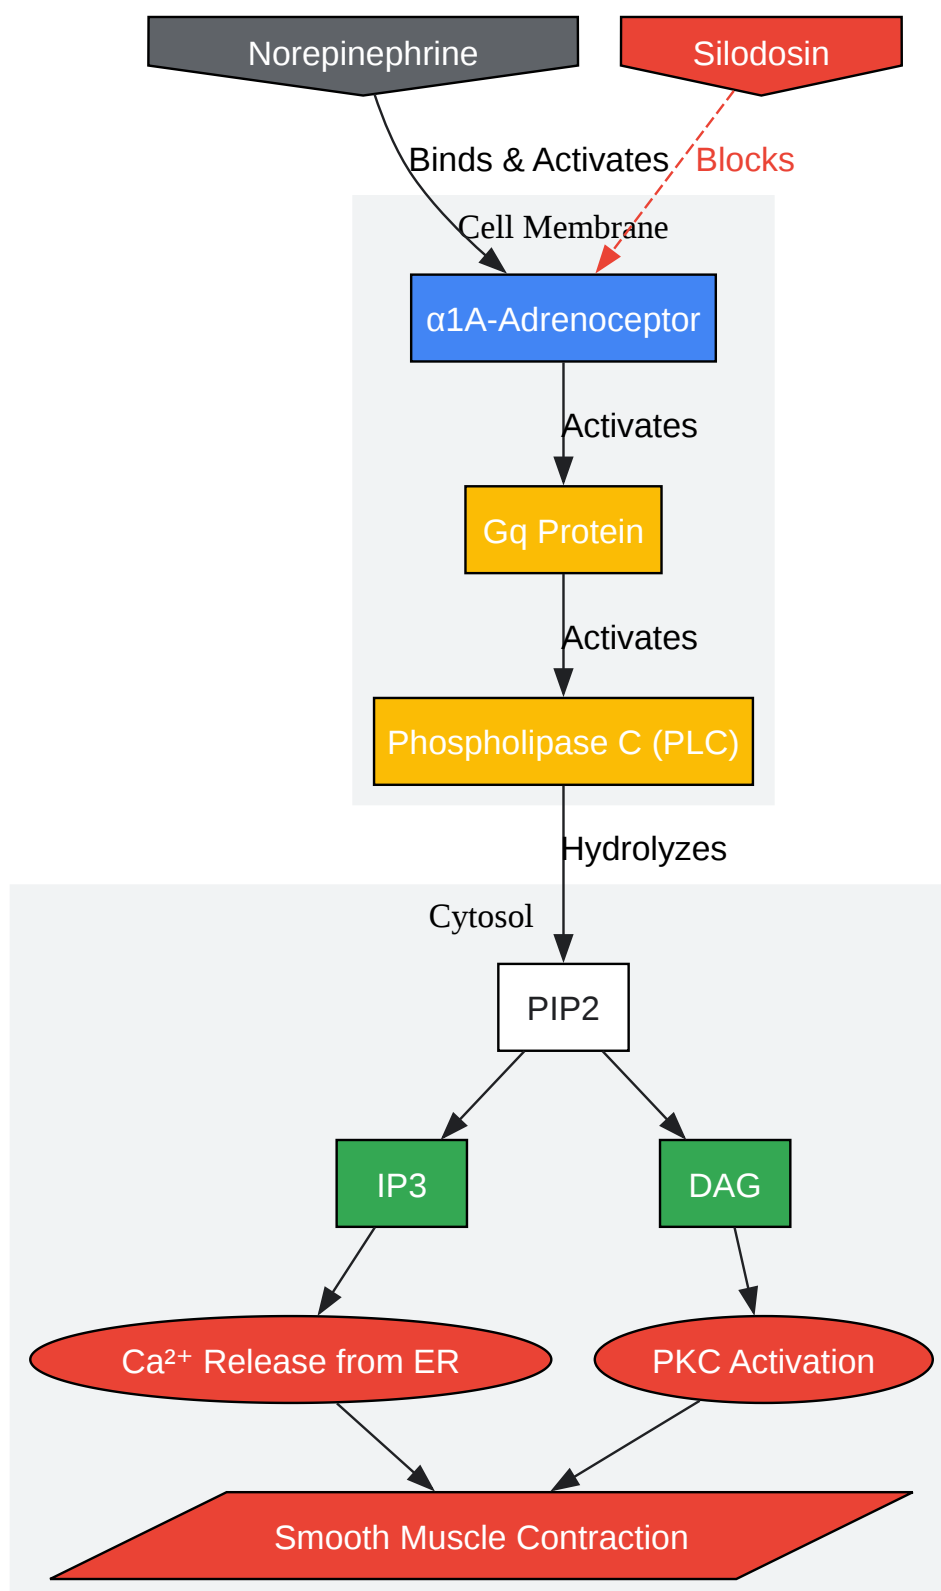 Norepinephrine
Silodosin
Binds & Activates
Blocks
Cell Membrane
α1A-Adrenoceptor
Activates
Gq Protein
Activates
Phospholipase C (PLC)
Hydrolyzes
Cytosol
PIP2
IP3
DAG
Ca²⁺ Release from ER
PKC Activation
Smooth Muscle Contraction